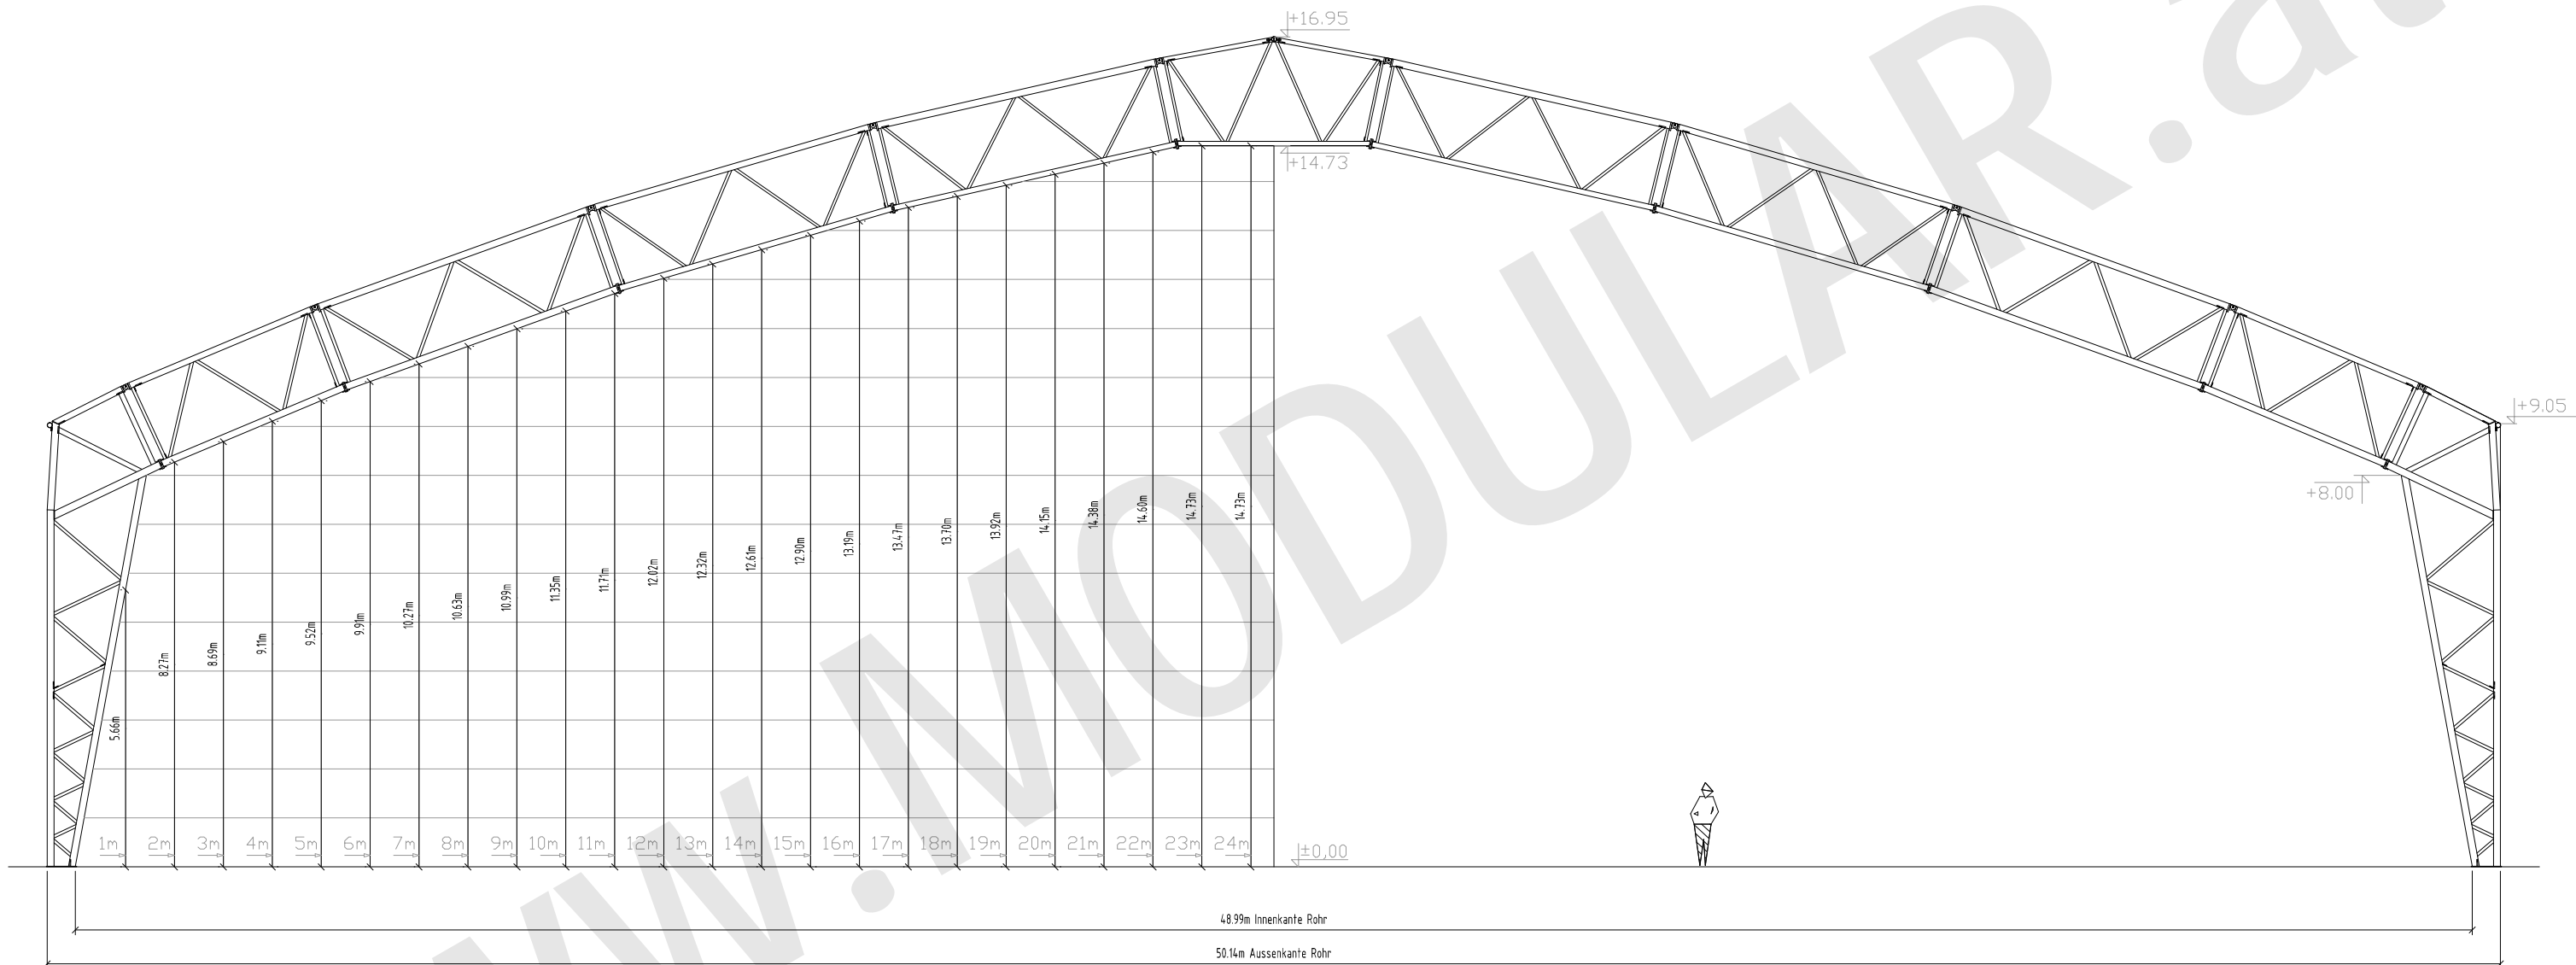 +16.95
+14.73
+9.05
+8.00
5.66m
8.27m
8.69m
9.11m
9.52m
9.91m
10.27m
10.63m
10.99m
11.35m
11.71m
12.02m
12.32m
12.61m
12.90m
13.19m
13.47m
13.70m
13.92m
14.15m
14.38m
14.60m
14.73m
14.73m
1m 2m 3m 4m 5m 6m 7m 8m 9m 10m 11m 12m 13m 14m 15m 16m 17m 18m 19m 20m 21m 22m 23m 24m
±0,00
48.99m Innenkante Rohr
50.14m Aussenkante Rohr
w.MODULAR.at